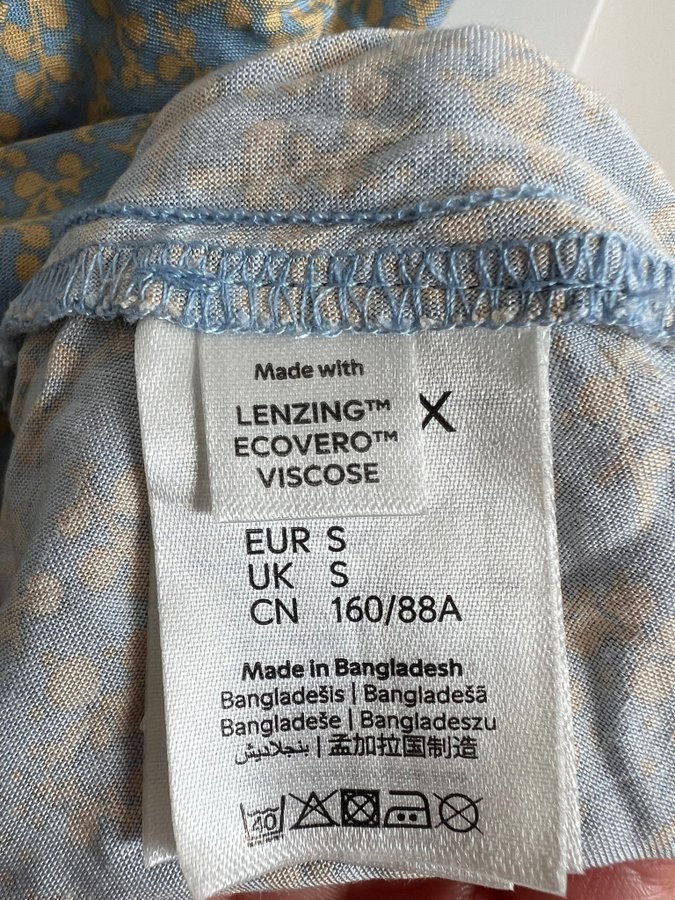 Made with
LENZING™
ECOVERO™
VISCOSE
X
EUR S
UK S
CN 160/88A
Made in Bangladesh
Bangladešis | Bangladešā
Bangladeše | Bangladeszu
بنجلاديش | 孟加拉国制造
40